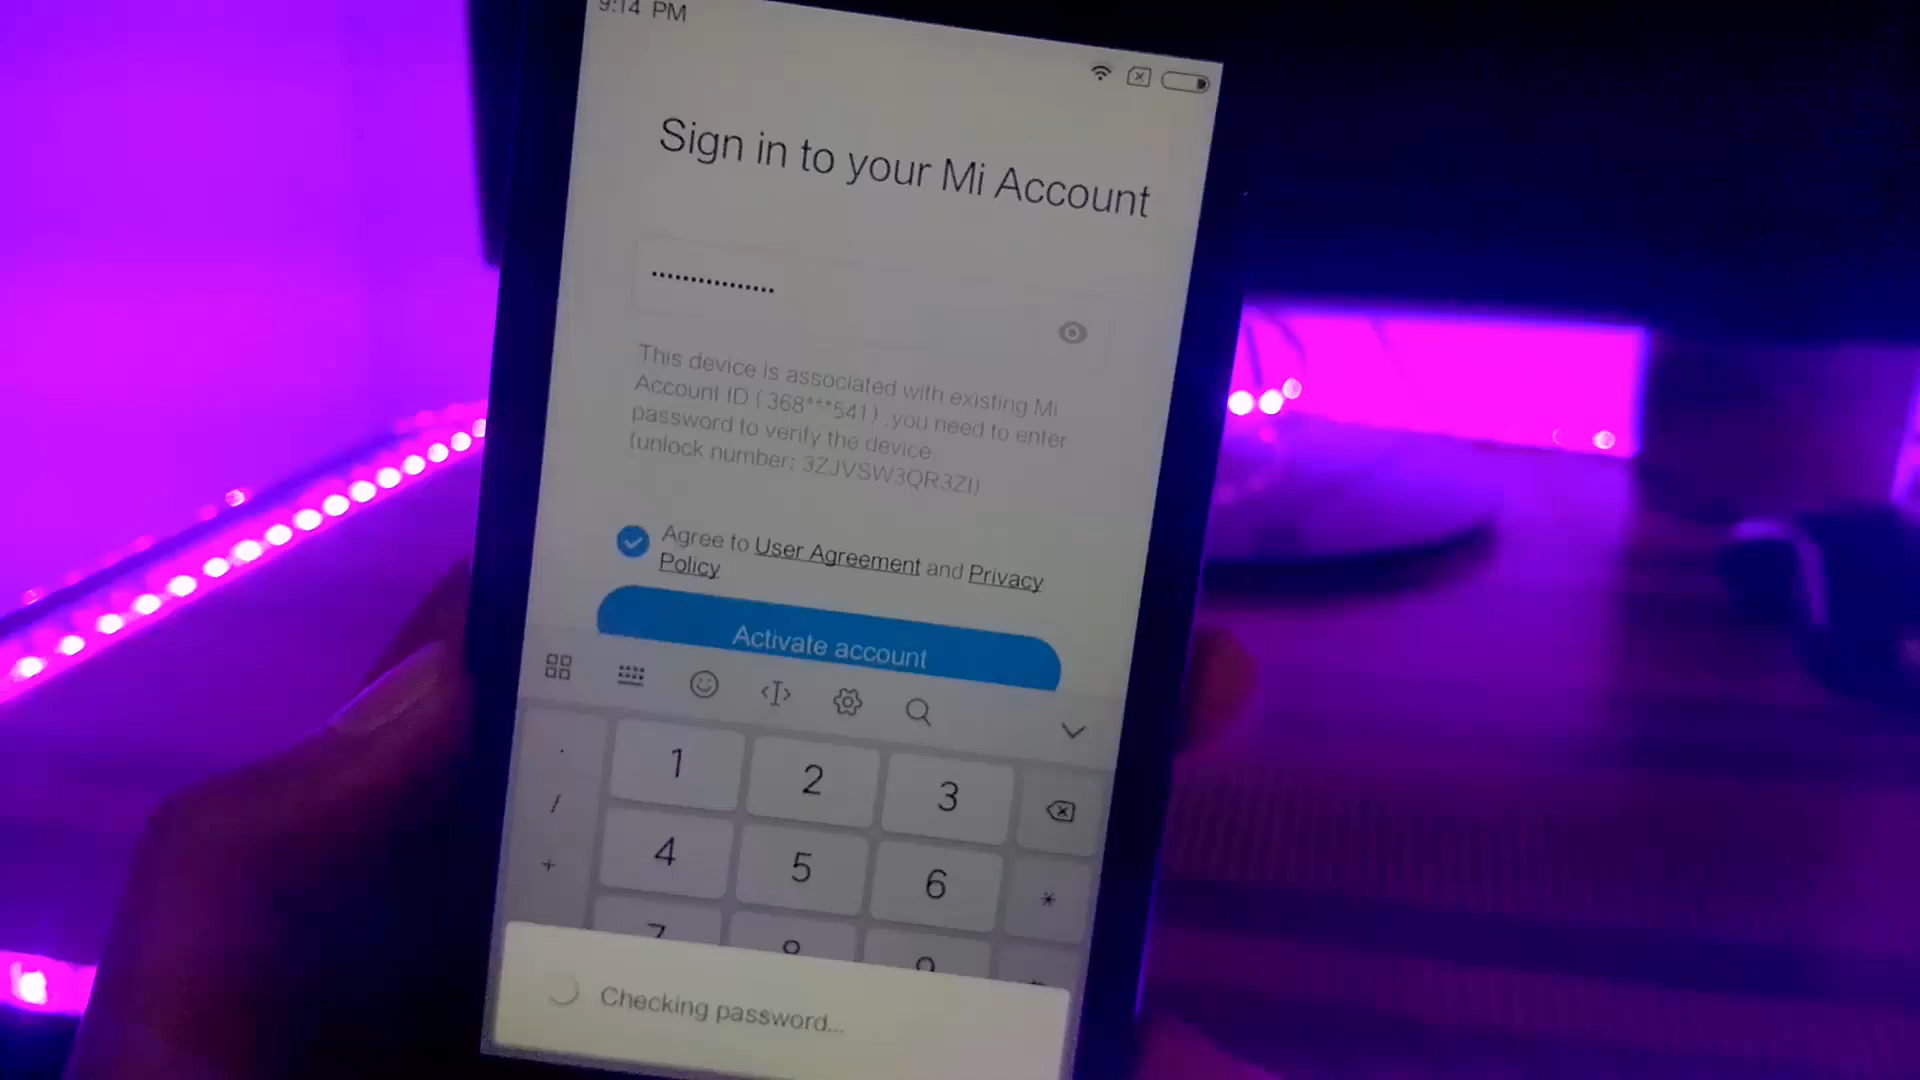 9:14 PM
Sign in to your Mi Account
This device is associated with existing Mi
Account ID (368***541) ,you need to enter
password to verify the device.
(unlock number: 3ZJVSW3QR3ZI)
Agree to User Agreement and Privacy
Policy
Activate account
. 1 2 3
/
4 5 6 *
+
7 8 9
Checking password...